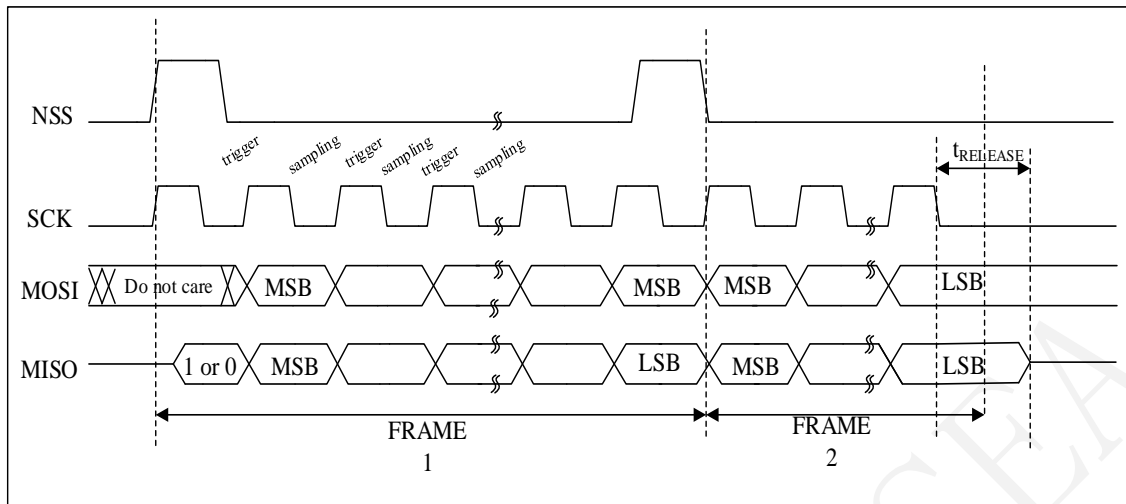 NSS
trigger
sampling
trigger
sampling
trigger
sampling
tRELEASE
SCK
MOSI
Do not care
MSB
MSB
MSB
LSB
MISO
1 or 0
MSB
LSB
MSB
LSB
FRAME
1
FRAME
2
SEA